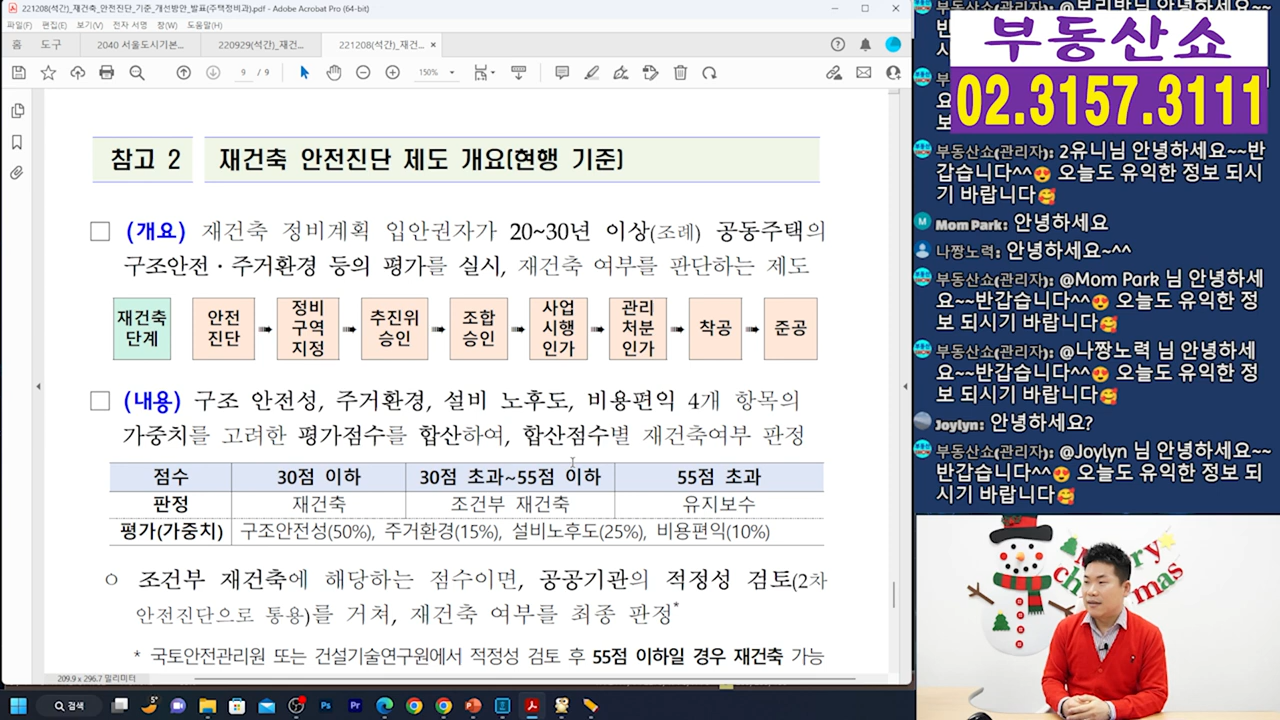 221208(석간)_재건축_안전진단_기준_개선방안_발표(주택정비과).pdf - Adobe Acrobat Pro (64-bit)
파일(F) 편집(E) 보기(V) 전자 서명 창(W) 도움말(H)
홈 도구 2040 서울도시기본... 220929(석간)_재건... 221208(석간)_재건... ×
9 / 9 150%
참고 2 재건축 안전진단 제도 개요(현행 기준)
□ (개요) 재건축 정비계획 입안권자가 20~30년 이상(조례) 공동주택의
구조안전·주거환경 등의 평가를 실시, 재건축 여부를 판단하는 제도
재건축 단계 안전 진단 ➠ 정비 구역 지정 ➠ 추진위 승인 ➠ 조합 승인 ➠ 사업 시행 인가 ➠ 관리 처분 인가 ➠ 착공 ➠ 준공
□ (내용) 구조 안전성, 주거환경, 설비 노후도, 비용편익 4개 항목의
가중치를 고려한 평가점수를 합산하여, 합산점수별 재건축여부 판정
점수 30점 이하 30점 초과~55점 이하 55점 초과
판정 재건축 조건부 재건축 유지보수
평가(가중치) 구조안전성(50%), 주거환경(15%), 설비노후도(25%), 비용편익(10%)
○ 조건부 재건축에 해당하는 점수이면, 공공기관의 적정성 검토(2차
안전진단으로 통용)를 거쳐 재건축 여부를 최종 판정*
* 국토안전관리원 또는 건설기술연구원에서 적정성 검토 후 55점 이하일 경우 재건축 가능
209.9 x 296.7 밀리미터
검색
5°
부동산쇼
02.3157.3111
부동산쇼(관리자): 2유니님 안녕하세요~~반
갑습니다^^😍 오늘도 유익한 정보 되시
기 바랍니다🥰
Mom Park: 안녕하세요
나짱노력: 안녕하세요~^^
부동산쇼(관리자): @Mom Park 님 안녕하세
요~~반갑습니다^^😍 오늘도 유익한 정
보 되시기 바랍니다🥰
부동산쇼(관리자): @나짱노력 님 안녕하세
요~~반갑습니다^^😍 오늘도 유익한 정
보 되시기 바랍니다🥰
Joylyn: 안녕하세요?
부동산쇼(관리자): @Joylyn 님 안녕하세요~~
반갑습니다^^😍 오늘도 유익한 정보 되
시기 바랍니다🥰
Merry
christmas